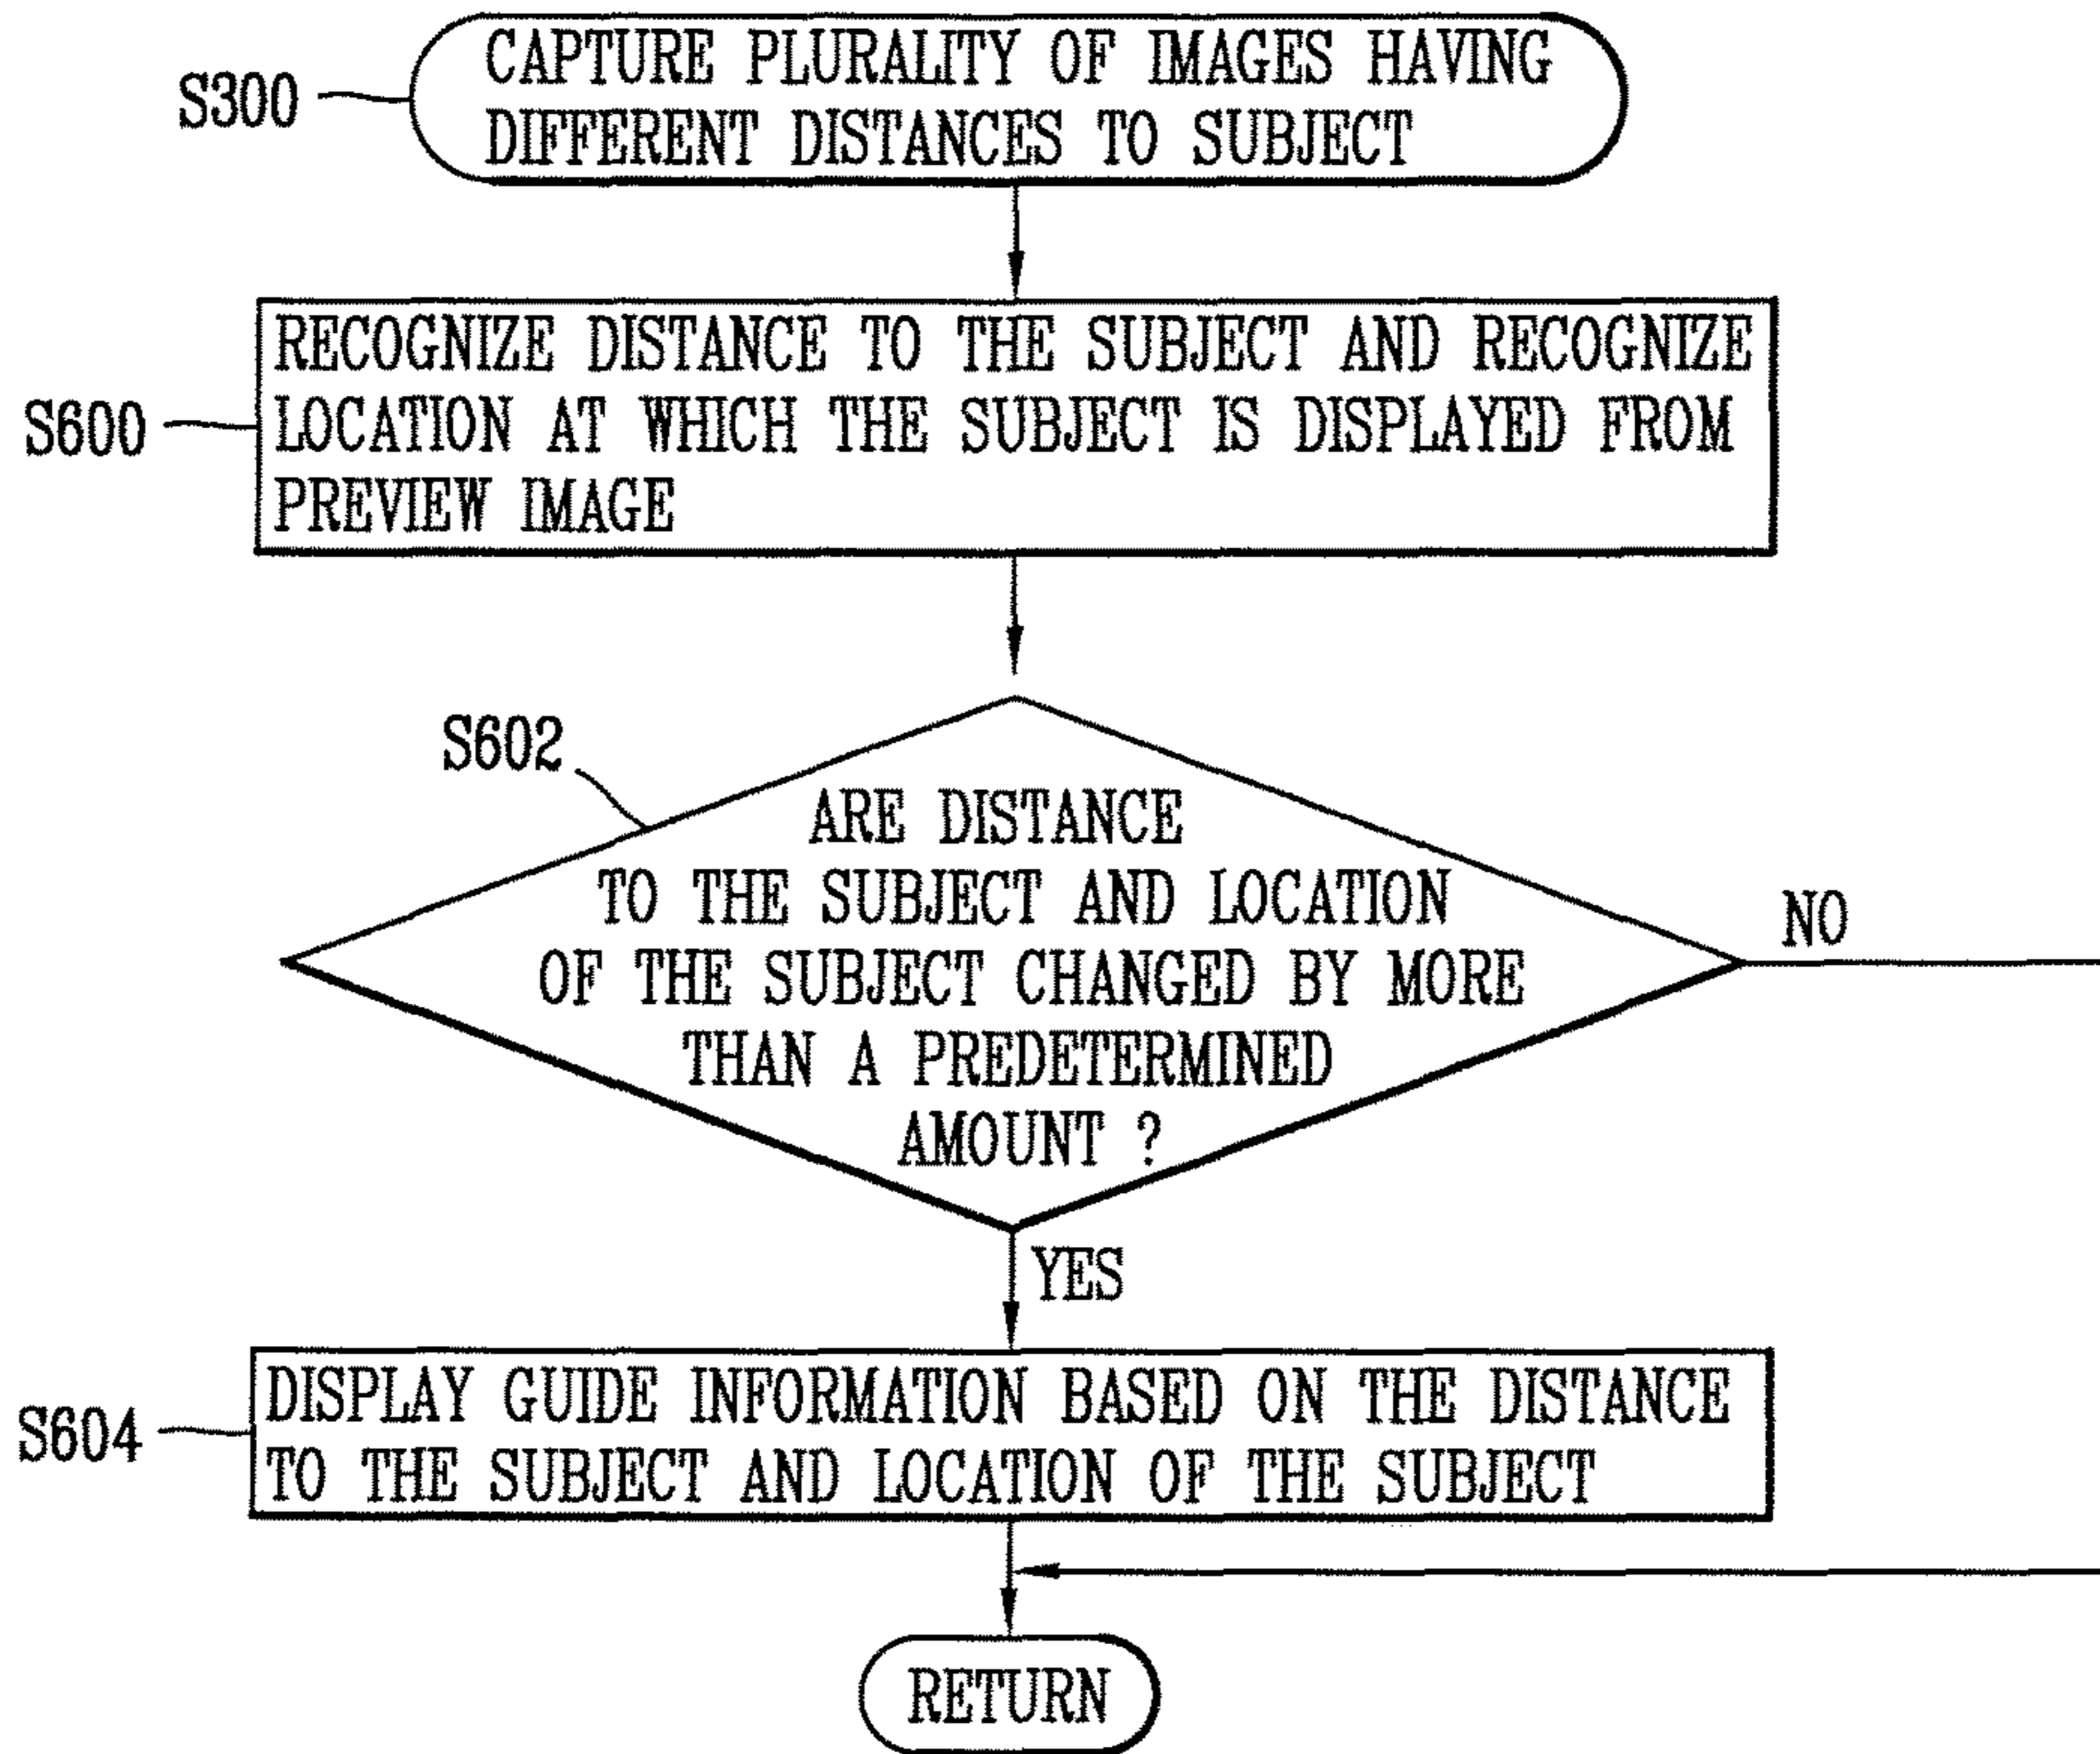 S300
CAPTURE PLURALITY OF IMAGES HAVING
DIFFERENT DISTANCES TO SUBJECT
S600
RECOGNIZE DISTANCE TO THE SUBJECT AND RECOGNIZE
LOCATION AT WHICH THE SUBJECT IS DISPLAYED FROM
PREVIEW IMAGE
S602
ARE DISTANCE
TO THE SUBJECT AND LOCATION
OF THE SUBJECT CHANGED BY MORE
THAN A PREDETERMINED
AMOUNT ?
NO
YES
S604
DISPLAY GUIDE INFORMATION BASED ON THE DISTANCE
TO THE SUBJECT AND LOCATION OF THE SUBJECT
RETURN